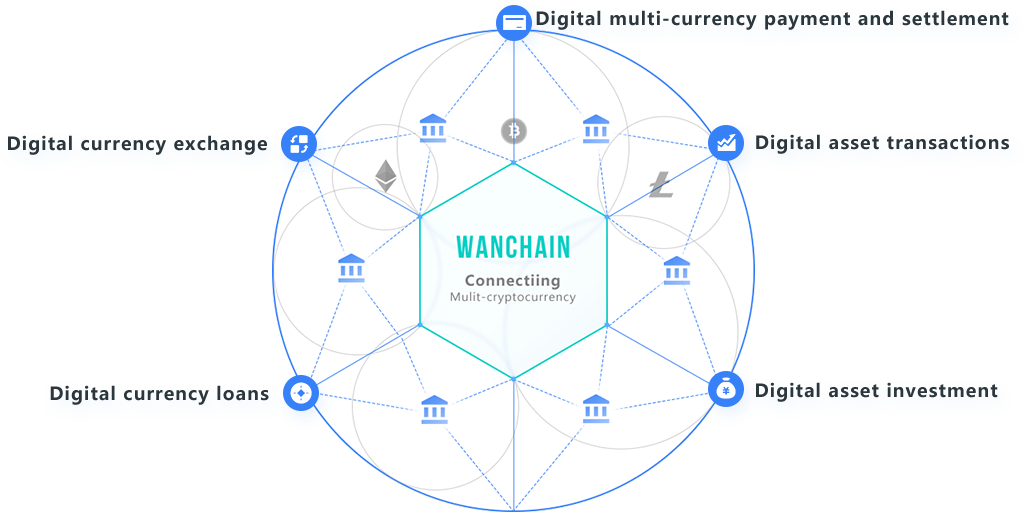 Digital multi-currency payment and settlement
Digital currency exchange
Digital asset transactions
WANCHAIN
Connectiing
Mulit-cryptocurrency
Digital currency loans
Digital asset investment